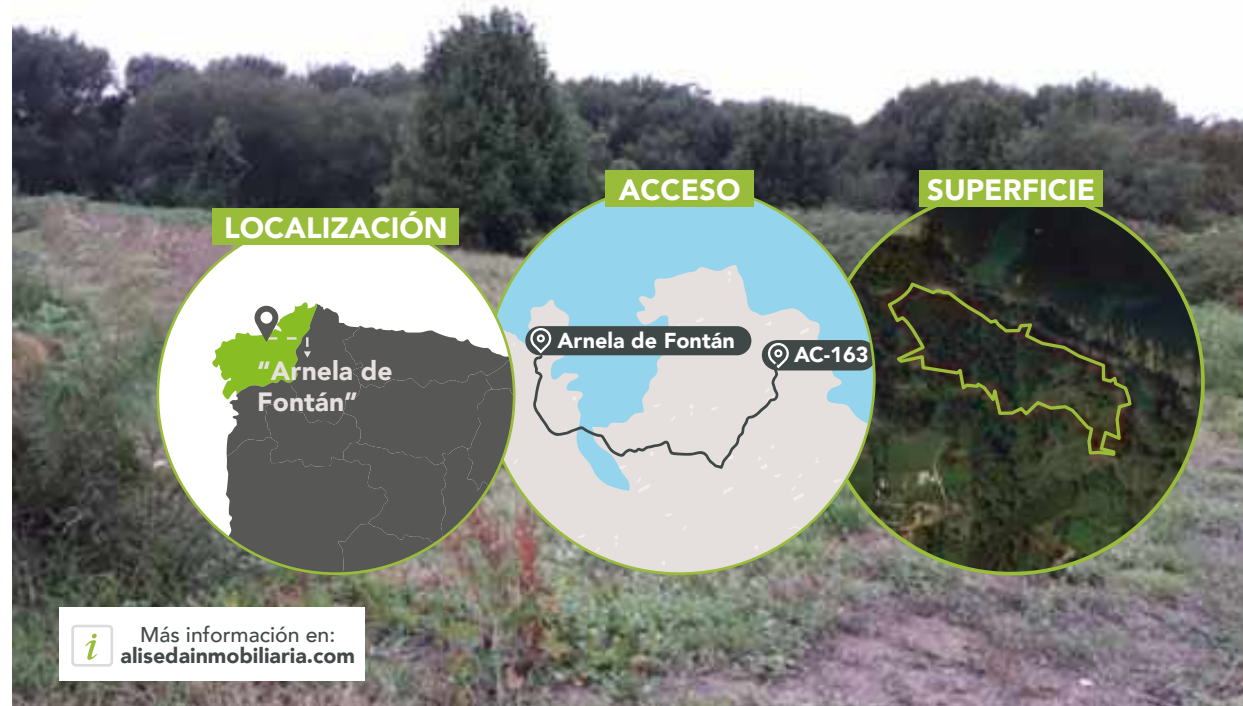 LOCALIZACIÓN
"Arnela de
Fontán"
ACCESO
Arnela de Fontán
AC-163
SUPERFICIE
i
Más información en:
alisedainmobiliaria.com